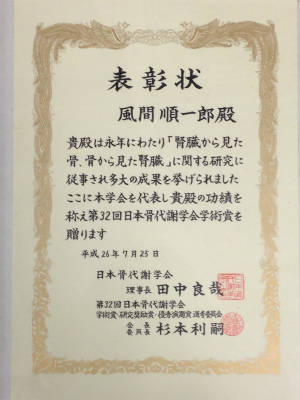 表彰状
風間順一郎殿
貴殿は永年にわたり「腎臓から見た
骨、骨から見た腎臓」に関する研究に
従事され多大の成果を挙げられました
ここに本学会を代表し貴殿の功績を
称え第32回日本骨代謝学会学術賞を
贈ります
平成26年7月25日
日本骨代謝学会
理事長 田中良哉
第32回日本骨代謝学会
学術賞・研究奨励賞・優秀演題賞選考委員会
会長
委員長 杉本利嗣